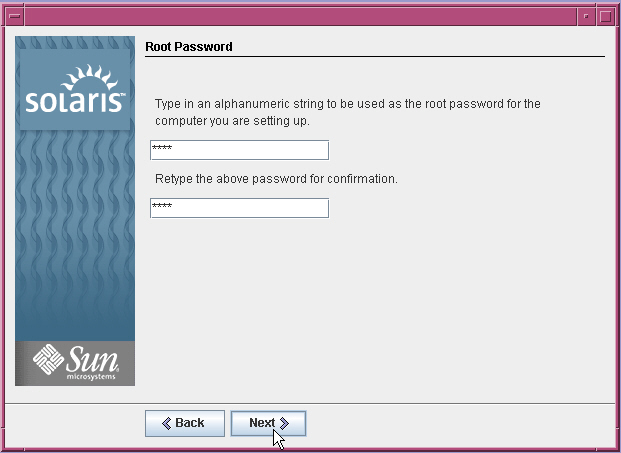 Root Password
solaris™
Type in an alphanumeric string to be used as the root password for the
computer you are setting up.
****
Retype the above password for confirmation.
****
Sun
microsystems
Back
Next